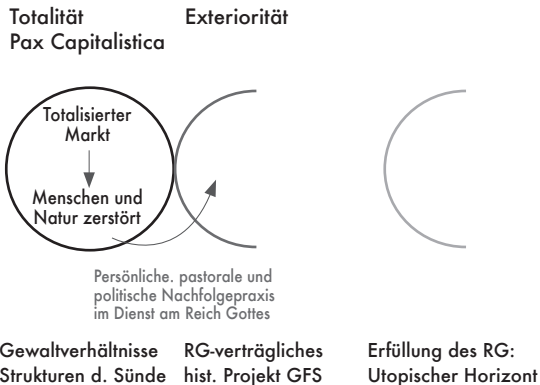 Totalität
Pax Capitalistica
Exteriorität
Totalisierter
Markt
Menschen und
Natur zerstört
Persönliche. pastorale und
politische Nachfolgepraxis
im Dienst am Reich Gottes
Gewaltverhältnisse
Strukturen d. Sünde
RG-verträgliches
hist. Projekt GFS
Erfüllung des RG:
Utopischer Horizont